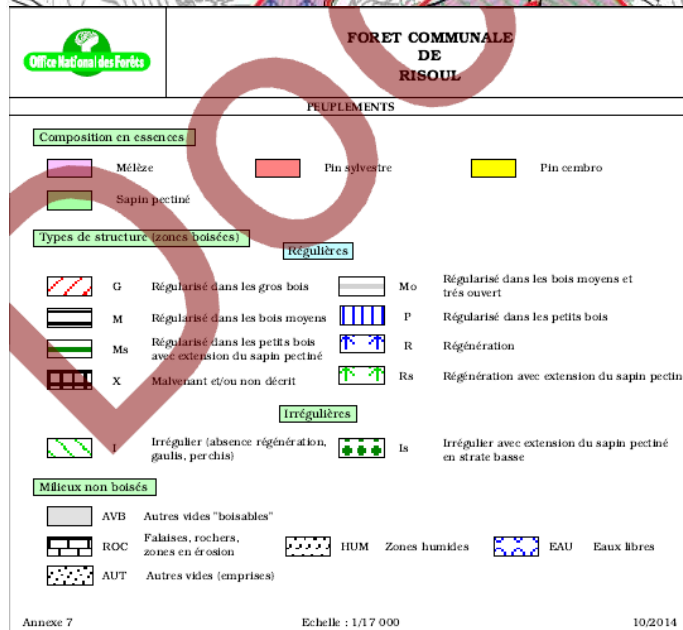 Office National des Forêts
FORET COMMUNALE
DE
RISOUL
PEUPLEMENTS
Composition en essences
Mélèze
Pin sylvestre
Pin cembro
Sapin pectiné
Types de structure (zones boisées)
Régulières
G Régularisé dans les gros bois
Mo Régularisé dans les bois moyens et
trés ouvert
M Régularisé dans les bois moyens
P Régularisé dans les petits bois
Ms Régularisé dans les petits bois
avec extension du sapin pectiné
R Régénération
X Malvenant et/ou non décrit
Rs Régénération avec extension du sapin pectin
Irrégulières
I Irrégulier (absence régénération,
gaulis, perchis)
Is Irrégulier avec extension du sapin pectiné
en strate basse
Milieux non boisés
AVB Autres vides "boisables"
ROC Falaises, rochers,
zones en érosion
HUM Zones humides
EAU Eaux libres
AUT Autres vides (emprises)
Annexe 7
Echelle : 1/17 000
10/2014